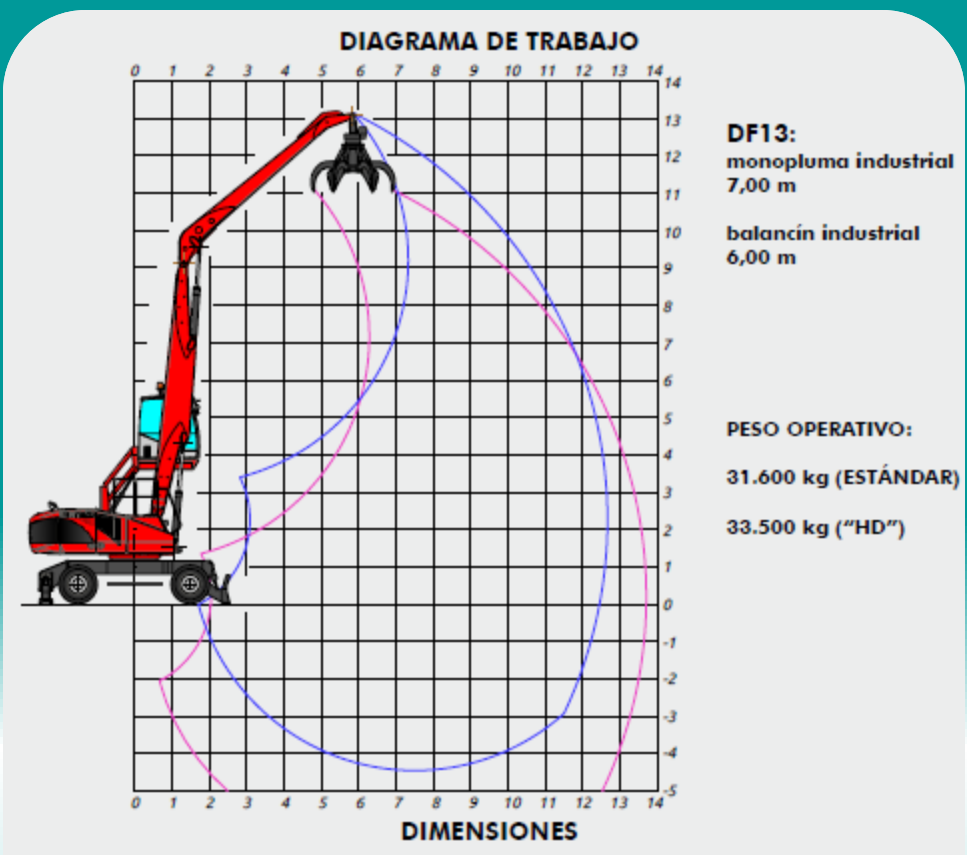 DIAGRAMA DE TRABAJO
0 1 2 3 4 5 6 7 8 9 10 11 12 13 14
14
13
12
11
10
9
8
7
6
5
4
3
2
1
0
-1
-2
-3
-4
-5
0 1 2 3 4 5 6 7 8 9 10 11 12 13 14
DIMENSIONES
DF13:
monopluma industrial
7,00 m
balancín industrial
6,00 m
PESO OPERATIVO:
31.600 kg (ESTÁNDAR)
33.500 kg (“HD”)